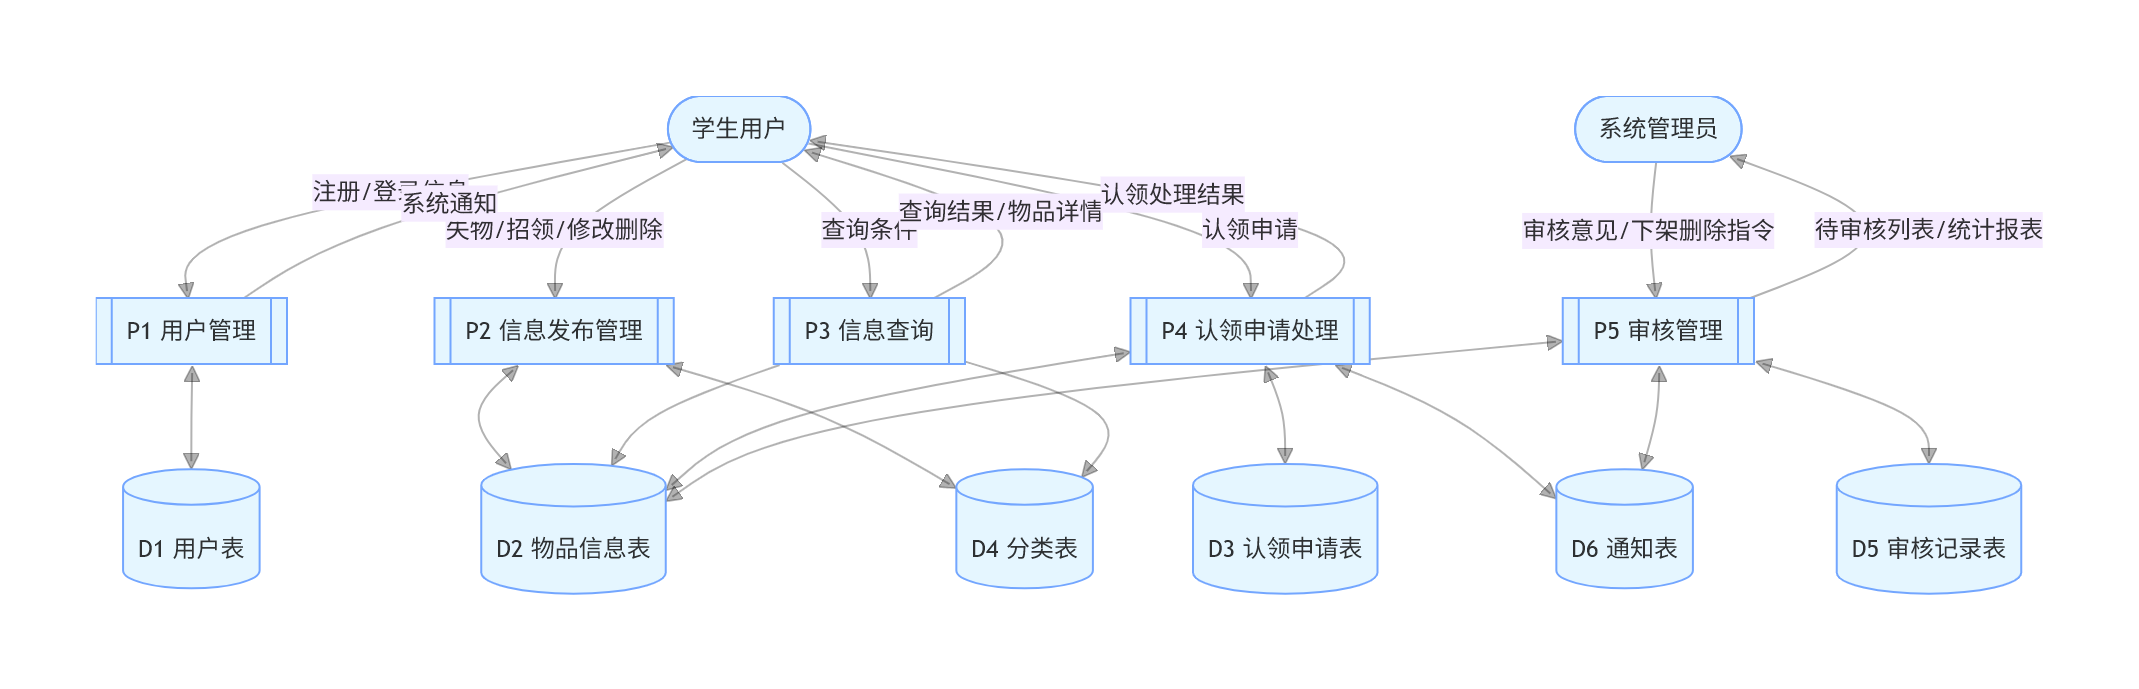 学生用户
系统管理员
注册/登录信息
系统通知
失物/招领/修改删除
查询条件
查询结果/物品详情
认领处理结果
认领申请
审核意见/下架删除指令
待审核列表/统计报表
P1 用户管理
P2 信息发布管理
P3 信息查询
P4 认领申请处理
P5 审核管理
D1 用户表
D2 物品信息表
D4 分类表
D3 认领申请表
D6 通知表
D5 审核记录表